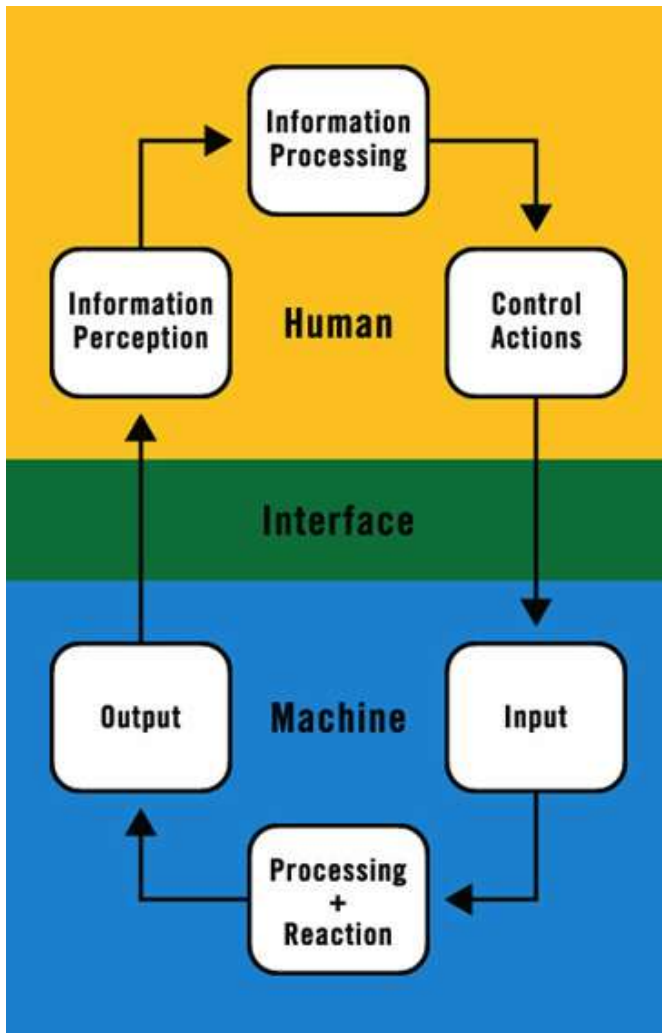 Information
Processing
Information
Perception
Human
Control
Actions
Interface
Output
Machine
Input
Processing
+
Reaction